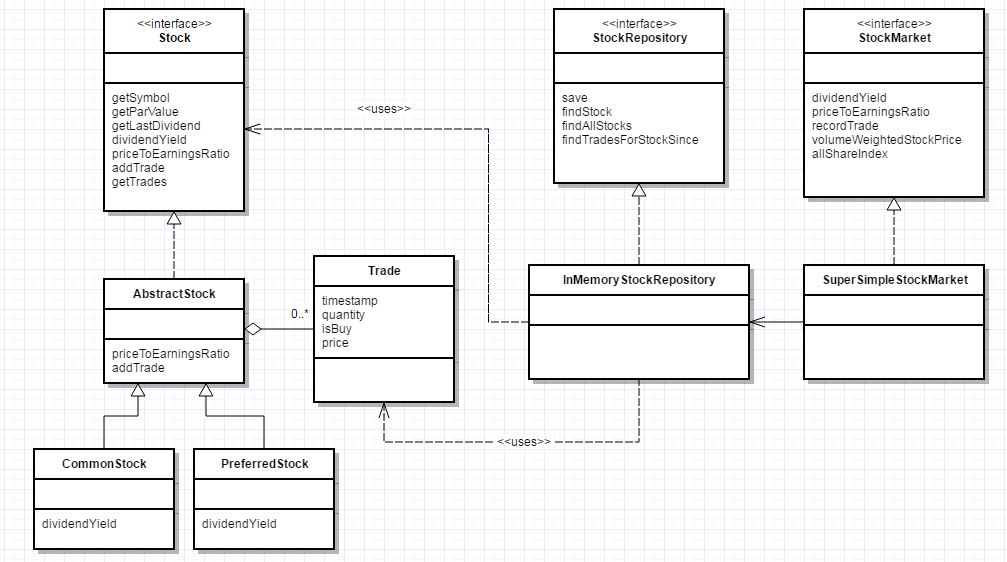 <<interface>>
Stock
getSymbol
getParValue
getLastDividend
dividendYield
priceToEarningsRatio
addTrade
getTrades
<<uses>>
<<interface>>
StockRepository
save
findStock
findAllStocks
findTradesForStockSince
<<interface>>
StockMarket
dividendYield
priceToEarningsRatio
recordTrade
volumeWeightedStockPrice
allShareIndex
AbstractStock
priceToEarningsRatio
addTrade
0..*
Trade
timestamp
quantity
isBuy
price
InMemoryStockRepository
SuperSimpleStockMarket
<<uses>>
CommonStock
dividendYield
PreferredStock
dividendYield